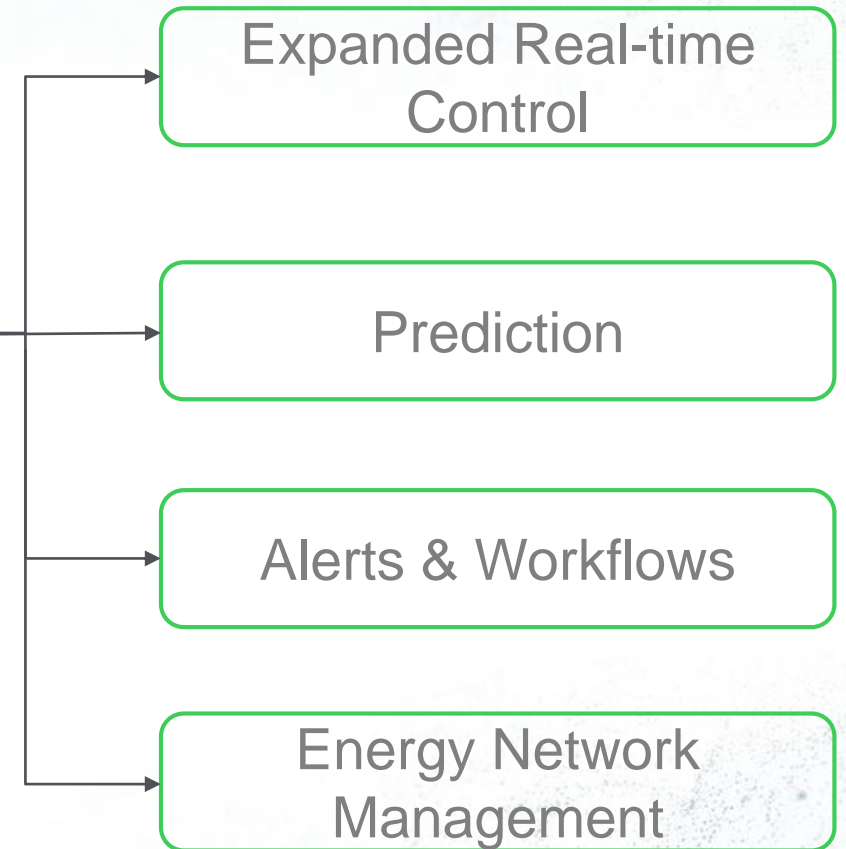 Expanded Real-time
Control
Prediction
Alerts & Workflows
Energy Network
Management